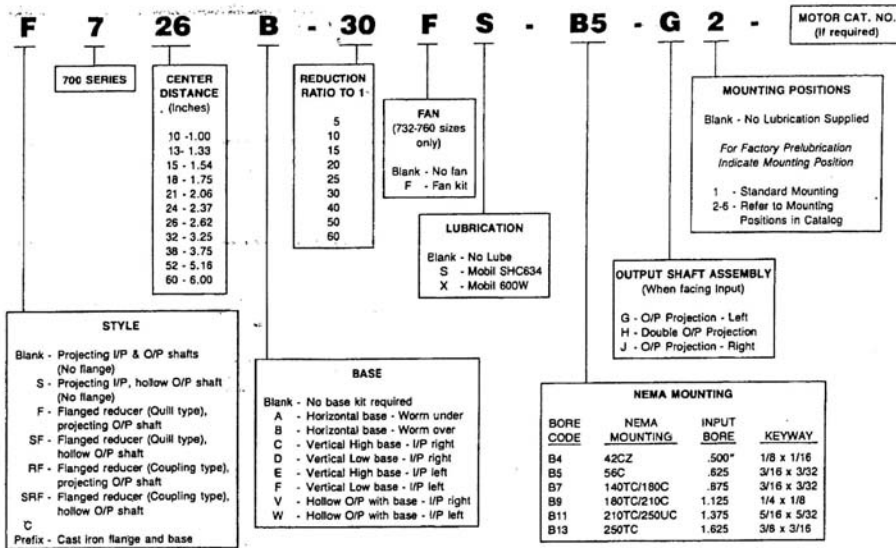 F 7 26 B - 30 F S - B5 - G 2 -
MOTOR CAT. NO.
(If required)
700 SERIES
CENTER
DISTANCE
(Inches)
10 -1.00
13- 1.33
15 - 1.54
18 - 1.75
21 - 2.06
24 - 2.37
26 - 2.62
32 - 3.25
38 - 3.75
52 - 5.16
60 - 6.00
REDUCTION
RATIO TO 1
5
10
15
20
25
30
40
50
60
FAN
(732-760 sizes
only)
Blank - No fan
F - Fan kit
LUBRICATION
Blank - No Lube
S - Mobil SHC634
X - Mobil 600W
MOUNTING POSITIONS
Blank - No Lubrication Supplied
For Factory Prelubrication
Indicate Mounting Position
1 - Standard Mounting
2-6 - Refer to Mounting
Positions in Catalog
OUTPUT SHAFT ASSEMBLY
(When facing Input)
G - O/P Projection - Left
H - Double O/P Projection
J - O/P Projection - Right
STYLE
Blank - Projecting I/P & O/P shafts
(No flange)
S - Projecting I/P, hollow O/P shaft
(No flange)
F - Flanged reducer (Quill type),
projecting O/P shaft
SF - Flanged reducer (Quill type),
hollow O/P shaft
RF - Flanged reducer (Coupling type),
projecting O/P shaft
SRF - Flanged reducer (Coupling type),
hollow O/P shaft
C
Prefix - Cast iron flange and base
BASE
Blank - No base kit required
A - Horizontal base - Worm under
B - Horizontal base - Worm over
C - Vertical High base - I/P right
D - Vertical Low base - I/P right
E - Vertical High base - I/P left
F - Vertical Low base - I/P left
V - Hollow O/P with base - I/P right
W - Hollow O/P with base - I/P left
NEMA MOUNTING
BORE CODE NEMA MOUNTING INPUT BORE KEYWAY
B4 42CZ .500" 1/8 x 1/16
B5 56C .625 3/16 x 3/32
B7 140TC/180C .875 3/16 x 3/32
B9 180TC/210C 1.125 1/4 x 1/8
B11 210TC/250UC 1.375 5/16 x 5/32
B13 250TC 1.625 3/8 x 3/16